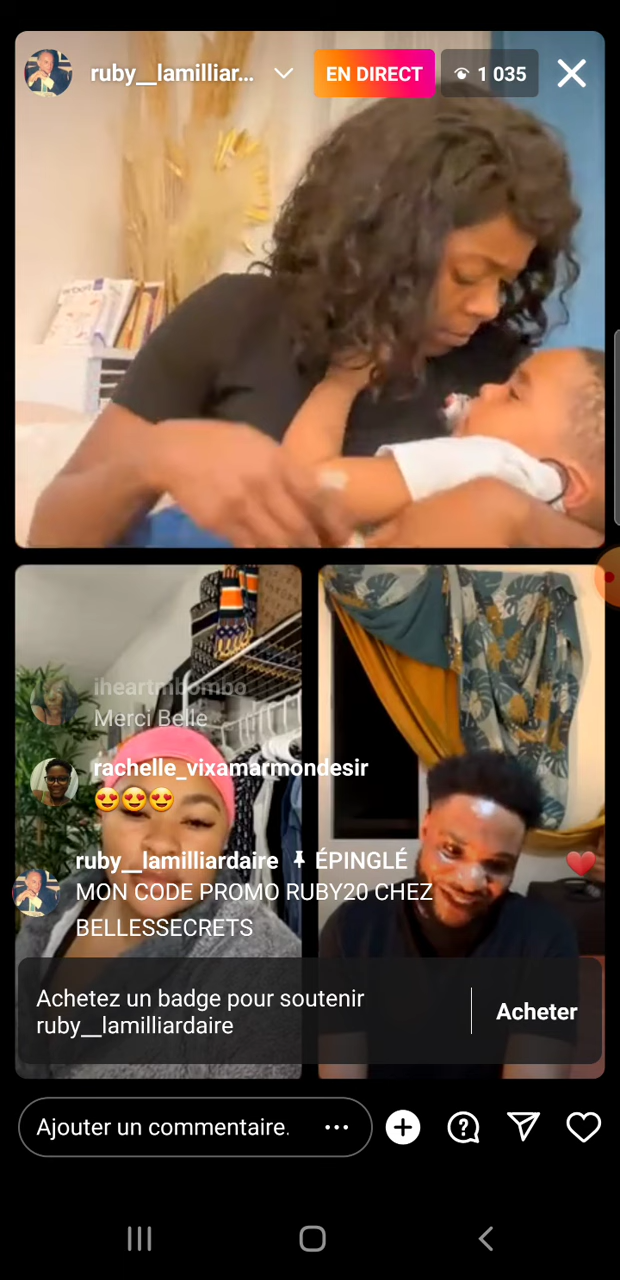 ruby__lamilliar...
EN DIRECT
1 035
iheartmbombo
Merci Belle
rachelle_vixamarmondesir
😍😍😍
ruby__lamilliardaire ÉPINGLÉ
MON CODE PROMO RUBY20 CHEZ
BELLESSECRETS
Achetez un badge pour soutenir
ruby__lamilliardaire
Acheter
Ajouter un commentaire.